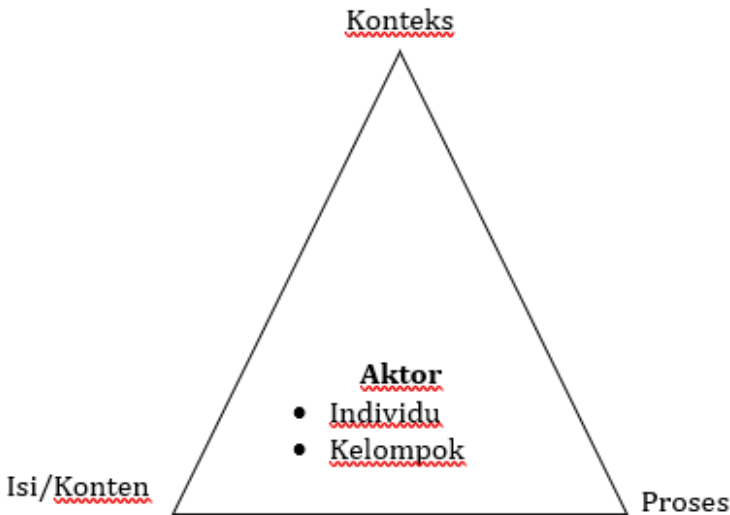 Konteks
Aktor
• Individu
• Kelompok
Isi/Konten
Proses